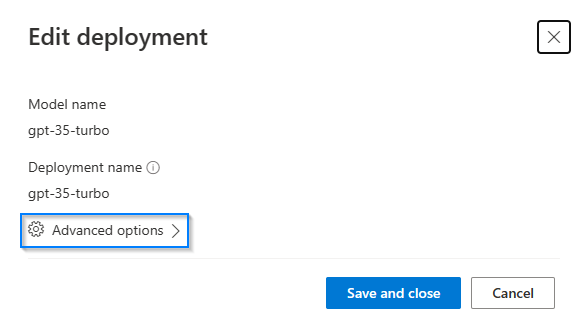 Edit deployment
Model name
gpt-35-turbo
Deployment name
gpt-35-turbo
Advanced options
Save and close
Cancel